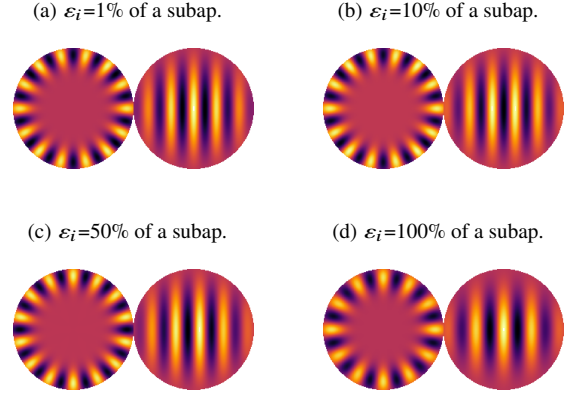 (a) εi=1% of a subap.
(b) εi=10% of a subap.
(c) εi=50% of a subap.
(d) εi=100% of a subap.